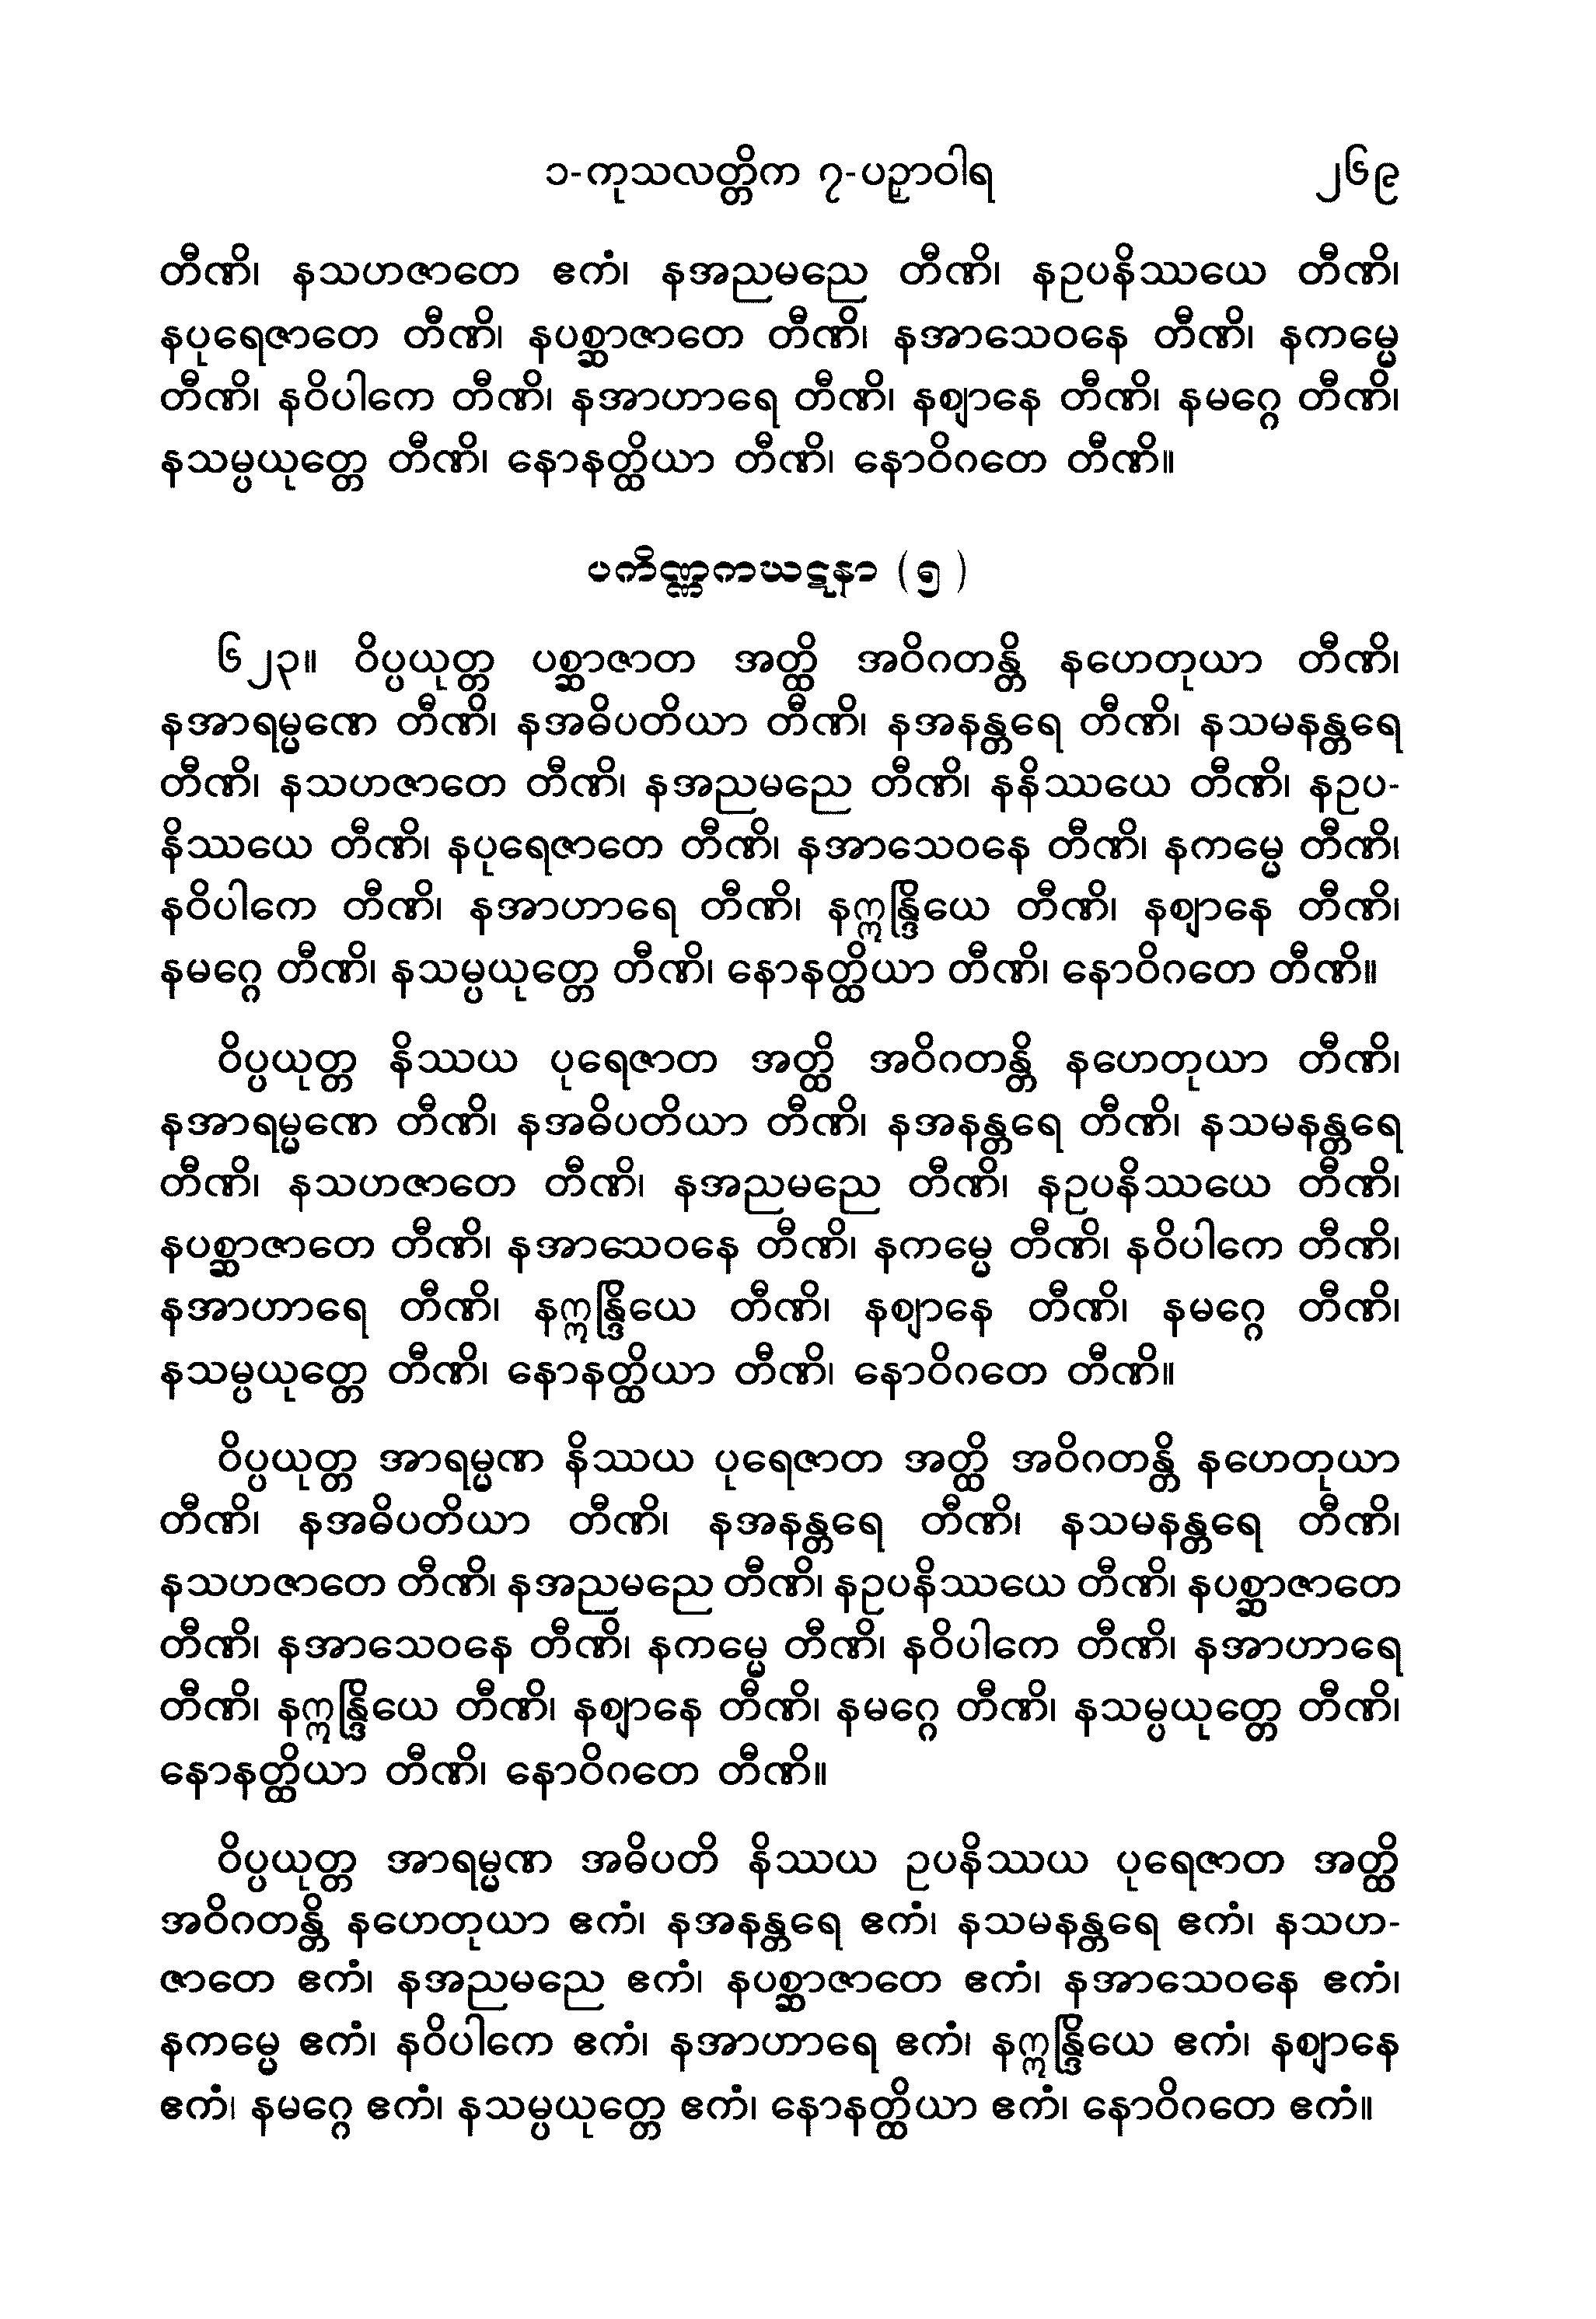 ၁-ကုသလတ္တိက ၇-ပဉှာဝါရ ၂၆၉
တီဏိ၊ နသဟဇာတေ ဧကံ၊ နအညမညေ တီဏိ၊ နဥပနိဿယေ တီဏိ၊
နပုရေဇာတေ တီဏိ၊ နပစ္ဆာဇာတေ တီဏိ၊ နအာသေဝနေ တီဏိ၊ နကမ္မေ
တီဏိ၊ နဝိပါကေ တီဏိ၊ နအာဟာရေ တီဏိ၊ နဈာနေ တီဏိ၊ နမဂ္ဂေ တီဏိ၊
နသမ္ပယုတ္တေ တီဏိ၊ နောနတ္ထိယာ တီဏိ၊ နောဝိဂတေ တီဏိ။
ပကိဏ္ဏကဃဋနာ (၅)
၆၂၃။ ဝိပ္ပယုတ္တ ပစ္ဆာဇာတ အတ္ထိ အဝိဂတန္တိ နဟေတုယာ တီဏိ၊
နအာရမ္မဏေ တီဏိ၊ နအဓိပတိယာ တီဏိ၊ နအနန္တရေ တီဏိ၊ နသမနန္တရေ
တီဏိ၊ နသဟဇာတေ တီဏိ၊ နအညမညေ တီဏိ၊ နနိဿယေ တီဏိ၊ နဥပ-
နိဿယေ တီဏိ၊ နပုရေဇာတေ တီဏိ၊ နအာသေဝနေ တီဏိ၊ နကမ္မေ တီဏိ၊
နဝိပါကေ တီဏိ၊ နအာဟာရေ တီဏိ၊ နဣန္ဒြိယေ တီဏိ၊ နဈာနေ တီဏိ၊
နမဂ္ဂေ တီဏိ၊ နသမ္ပယုတ္တေ တီဏိ၊ နောနတ္ထိယာ တီဏိ၊ နောဝိဂတေ တီဏိ။
ဝိပ္ပယုတ္တ နိဿယ ပုရေဇာတ အတ္ထိ အဝိဂတန္တိ နဟေတုယာ တီဏိ၊
နအာရမ္မဏေ တီဏိ၊ နအဓိပတိယာ တီဏိ၊ နအနန္တရေ တီဏိ၊ နသမနန္တရေ
တီဏိ၊ နသဟဇာတေ တီဏိ၊ နအညမညေ တီဏိ၊ နဥပနိဿယေ တီဏိ၊
နပစ္ဆာဇာတေ တီဏိ၊ နအာသေဝနေ တီဏိ၊ နကမ္မေ တီဏိ၊ နဝိပါကေ တီဏိ၊
နအာဟာရေ တီဏိ၊ နဣန္ဒြိယေ တီဏိ၊ နဈာနေ တီဏိ၊ နမဂ္ဂေ တီဏိ၊
နသမ္ပယုတ္တေ တီဏိ၊ နောနတ္ထိယာ တီဏိ၊ နောဝိဂတေ တီဏိ။
ဝိပ္ပယုတ္တ အာရမ္မဏ နိဿယ ပုရေဇာတ အတ္ထိ အဝိဂတန္တိ နဟေတုယာ
တီဏိ၊ နအဓိပတိယာ တီဏိ၊ နအနန္တရေ တီဏိ၊ နသမနန္တရေ တီဏိ၊
နသဟဇာတေ တီဏိ၊ နအညမညေ တီဏိ၊ နဥပနိဿယေ တီဏိ၊ နပစ္ဆာဇာတေ
တီဏိ၊ နအာသေဝနေ တီဏိ၊ နကမ္မေ တီဏိ၊ နဝိပါကေ တီဏိ၊ နအာဟာရေ
တီဏိ၊ နဣန္ဒြိယေ တီဏိ၊ နဈာနေ တီဏိ၊ နမဂ္ဂေ တီဏိ၊ နသမ္ပယုတ္တေ တီဏိ၊
နောနတ္ထိယာ တီဏိ၊ နောဝိဂတေ တီဏိ။
ဝိပ္ပယုတ္တ အာရမ္မဏ အဓိပတိ နိဿယ ဥပနိဿယ ပုရေဇာတ အတ္ထိ
အဝိဂတန္တိ နဟေတုယာ ဧကံ၊ နအနန္တရေ ဧကံ၊ နသမနန္တရေ ဧကံ၊ နသဟ-
ဇာတေ ဧကံ၊ နအညမညေ ဧကံ၊ နပစ္ဆာဇာတေ ဧကံ၊ နအာသေဝနေ ဧကံ၊
နကမ္မေ ဧကံ၊ နဝိပါကေ ဧကံ၊ နအာဟာရေ ဧကံ၊ နဣန္ဒြိယေ ဧကံ၊ နဈာနေ
ဧကံ၊ နမဂ္ဂေ ဧကံ၊ နသမ္ပယုတ္တေ ဧကံ၊ နောနတ္ထိယာ ဧကံ၊ နောဝိဂတေ ဧကံ။